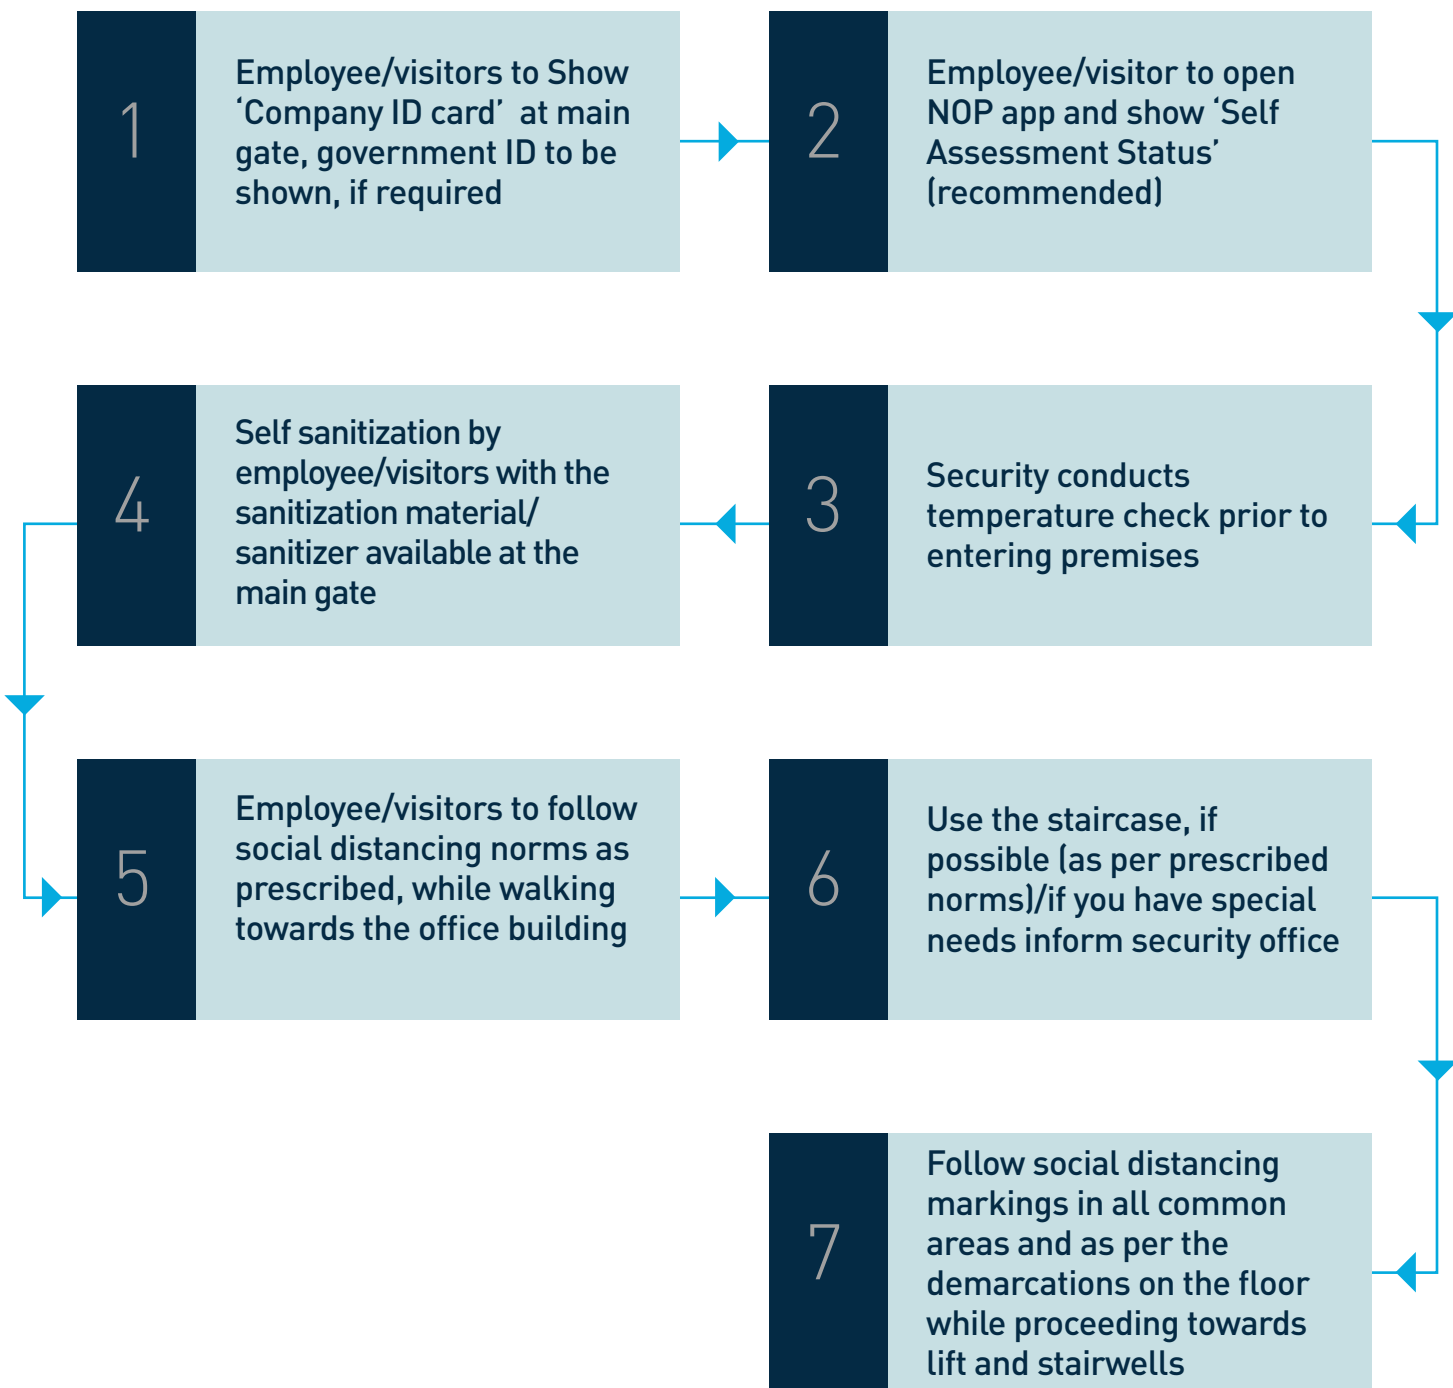 1
Employee/visitors to Show
‘Company ID card’ at main
gate, government ID to be
shown, if required
2
Employee/visitor to open
NOP app and show ‘Self
Assessment Status’
(recommended)
3
Security conducts
temperature check prior to
entering premises
4
Self sanitization by
employee/visitors with the
sanitization material/
sanitizer available at the
main gate
5
Employee/visitors to follow
social distancing norms as
prescribed, while walking
towards the office building
6
Use the staircase, if
possible (as per prescribed
norms)/if you have special
needs inform security office
7
Follow social distancing
markings in all common
areas and as per the
demarcations on the floor
while proceeding towards
lift and stairwells